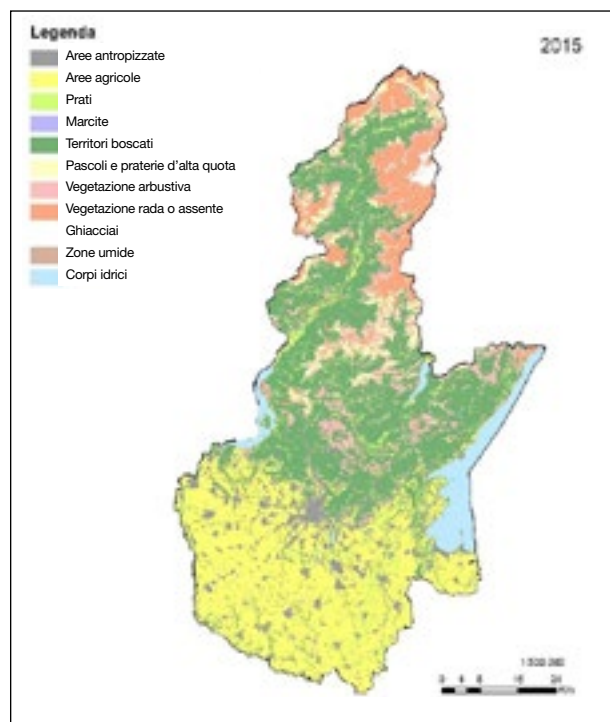 Legenda
2015
Aree antropizzate
Aree agricole
Prati
Marcite
Territori boscati
Pascoli e praterie d'alta quota
Vegetazione arbustiva
Vegetazione rada o assente
Ghiacciai
Zone umide
Corpi idrici